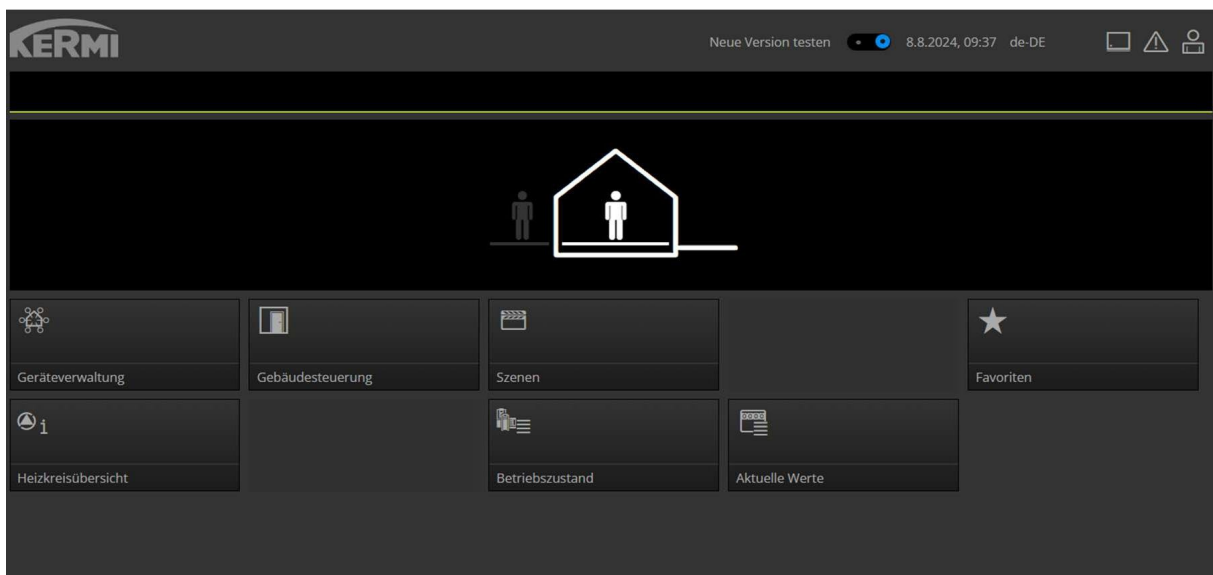 KERMI
Neue Version testen 8.8.2024, 09:37 de-DE
Geräteverwaltung Gebäudesteuerung Szenen Favoriten
i
Heizkreisübersicht Betriebszustand Aktuelle Werte